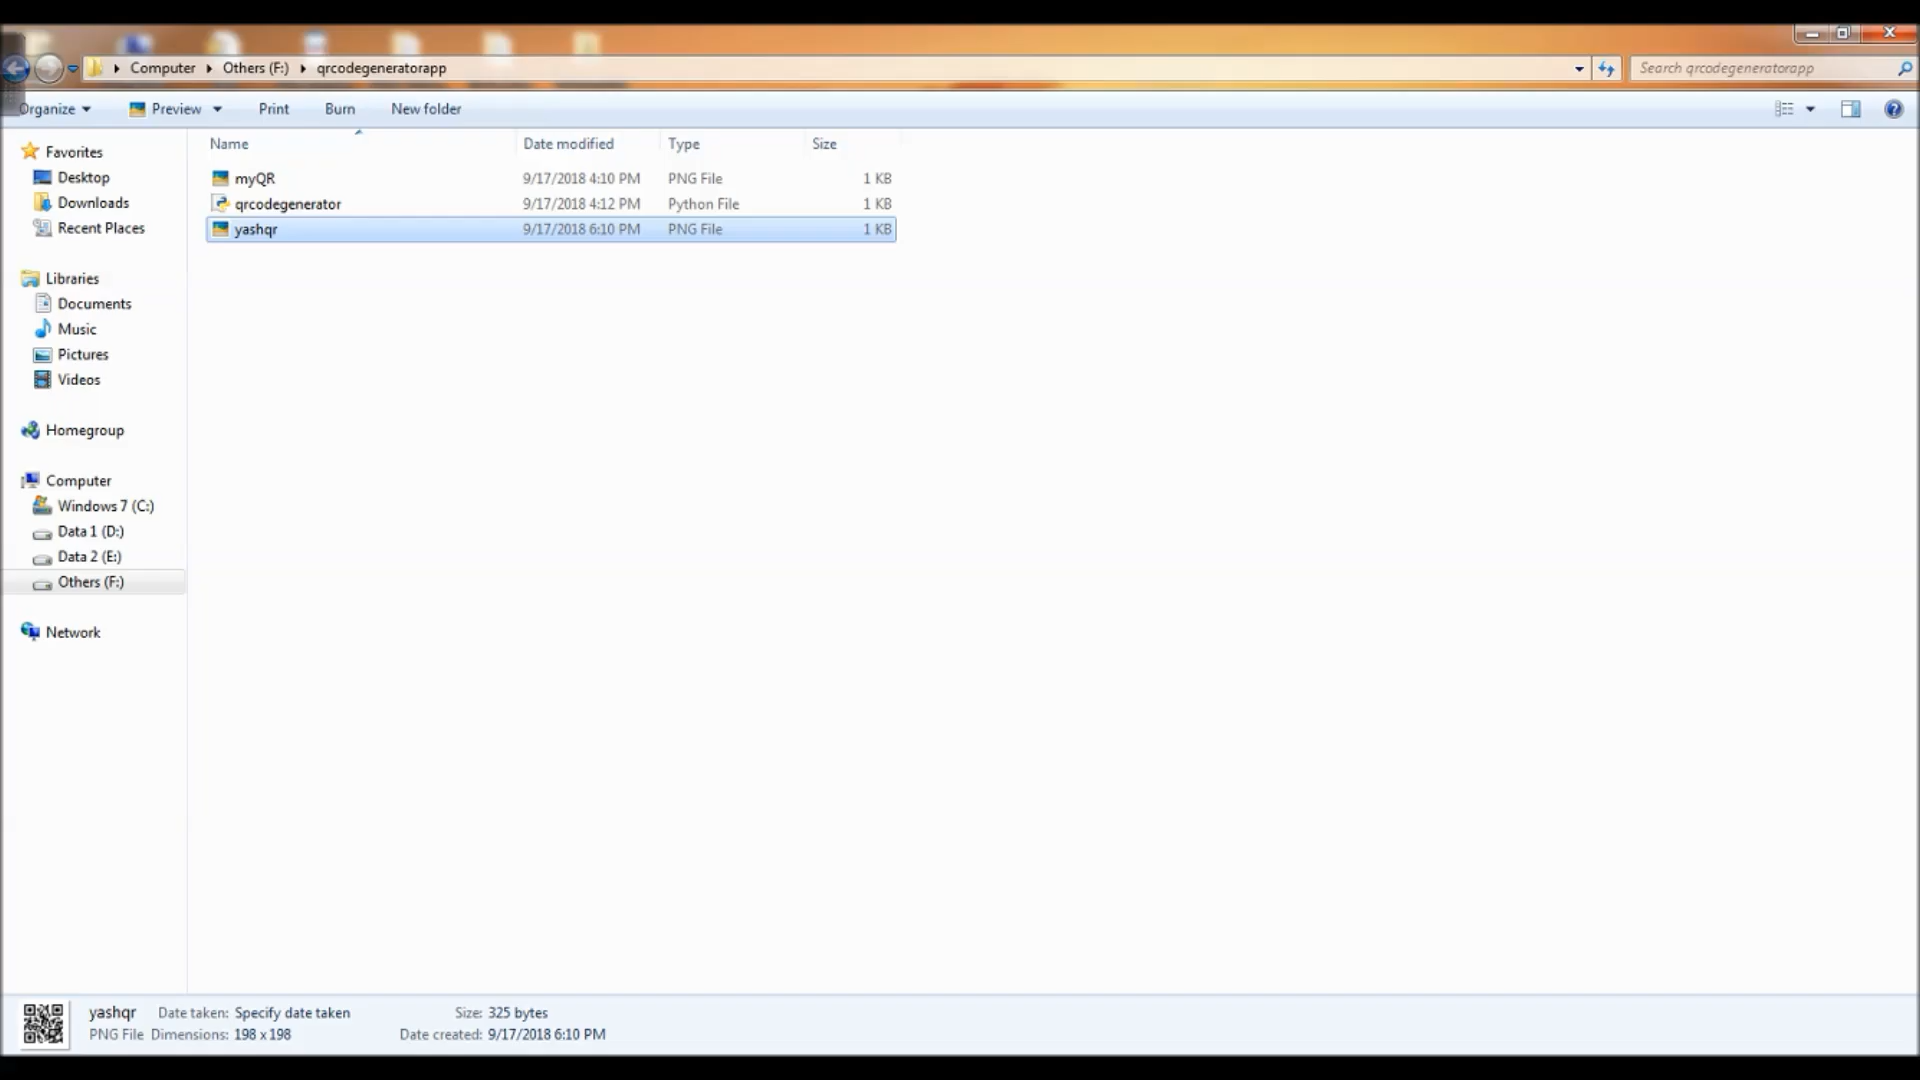 Computer Others (F:) qrcodegeneratorapp Search qrcodegeneratorapp
Organize Preview Print Burn New folder
Name Date modified Type Size
myQR 9/17/2018 4:10 PM PNG File 1 KB
qrcodegenerator 9/17/2018 4:12 PM Python File 1 KB
yashqr 9/17/2018 6:10 PM PNG File 1 KB
Favorites
Desktop
Downloads
Recent Places
Libraries
Documents
Music
Pictures
Videos
Homegroup
Computer
Windows 7 (C:)
Data 1 (D:)
Data 2 (E:)
Others (F:)
Network
yashqr Date taken: Specify date taken Size: 325 bytes
PNG File Dimensions: 198 x 198 Date created: 9/17/2018 6:10 PM